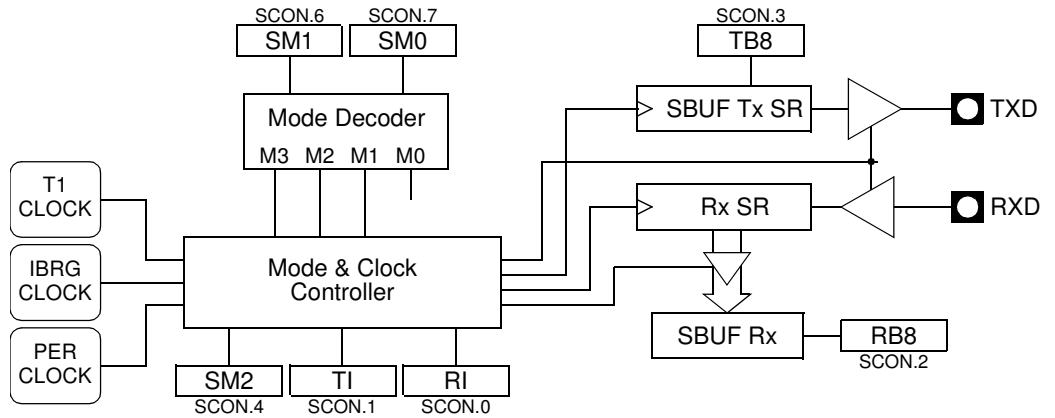 SCON.6
SM1
SCON.7
SM0
SCON.3
TB8
Mode Decoder
M3 M2 M1 M0
SBUF Tx SR
TXD
T1
CLOCK
Rx SR
RXD
IBRG
CLOCK
Mode & Clock
Controller
PER
CLOCK
SBUF Rx
RB8
SCON.2
SM2
SCON.4
TI
SCON.1
RI
SCON.0